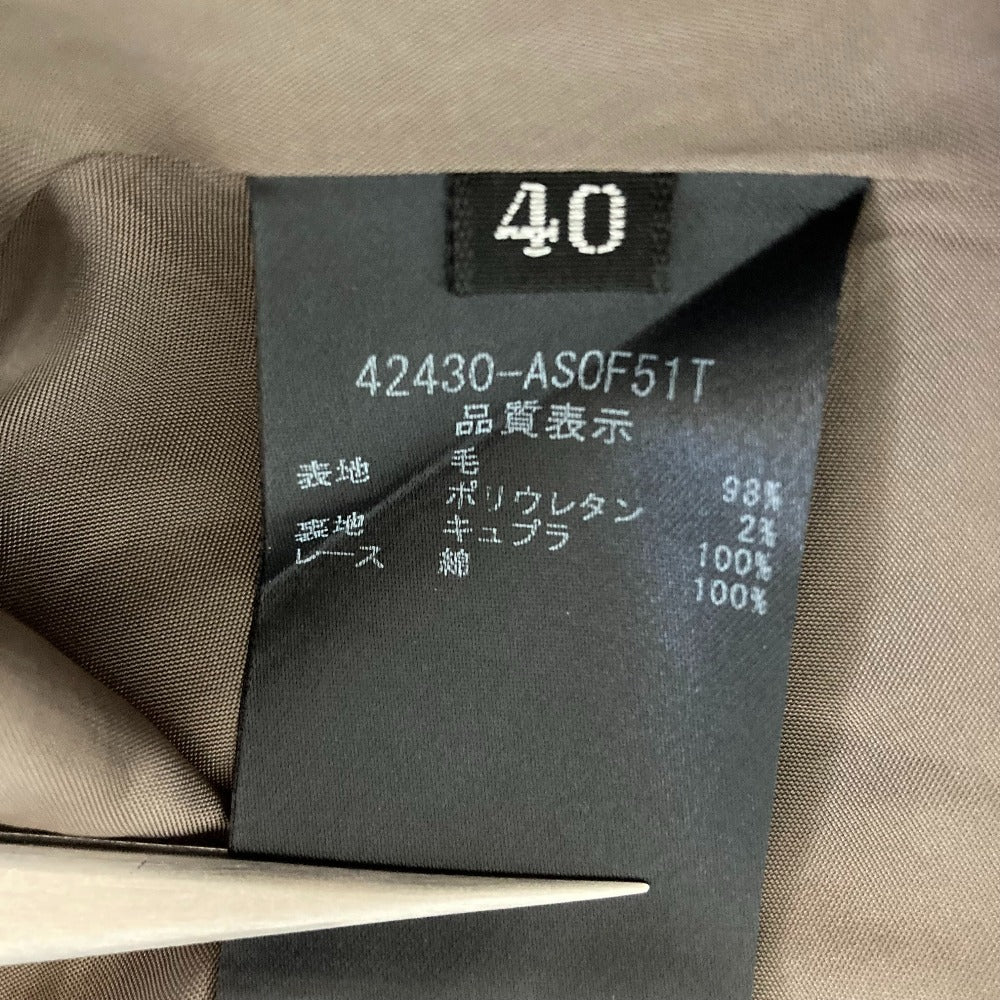 40
42430-ASOF51T
品質表示
表地 毛 98%
ポリウレタン 2%
裏地 キュプラ 100%
レース 綿 100%